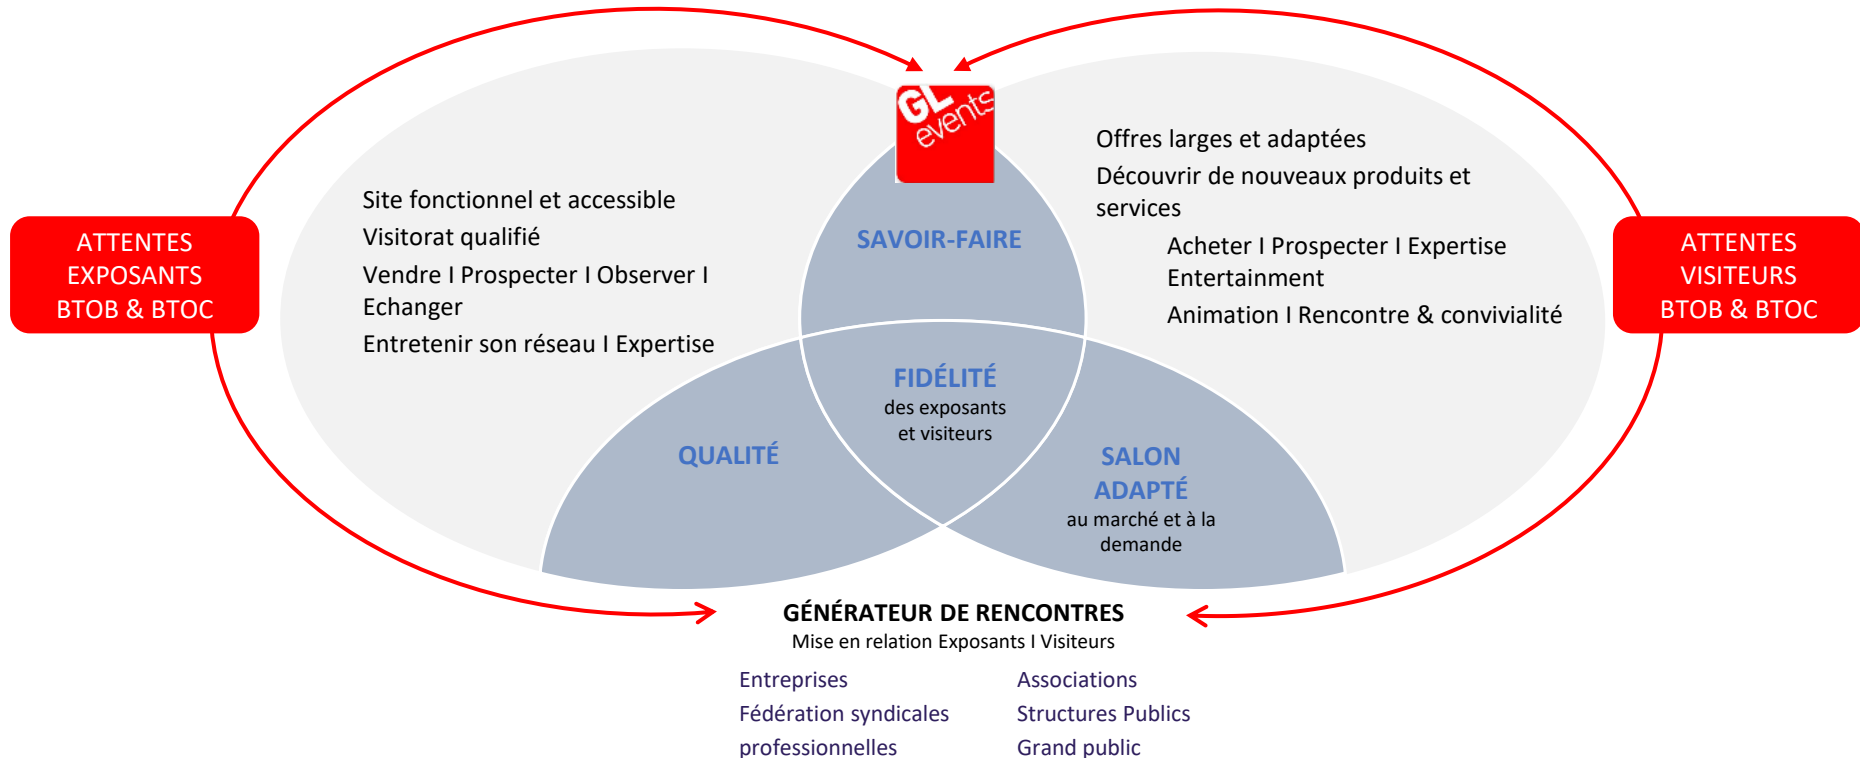 GL
events
ATTENTES
EXPOSANTS
BTOB & BTOC
Site fonctionnel et accessible
Visitorat qualifié
Vendre I Prospecter I Observer I
Echanger
Entretenir son réseau I Expertise
SAVOIR-FAIRE
Offres larges et adaptées
Découvrir de nouveaux produits et
services
Acheter I Prospecter I Expertise
Entertainment
Animation I Rencontre & convivialité
ATTENTES
VISITEURS
BTOB & BTOC
FIDÉLITÉ
des exposants
et visiteurs
QUALITÉ
SALON
ADAPTÉ
au marché et à la
demande
GÉNÉRATEUR DE RENCONTRES
Mise en relation Exposants I Visiteurs
Entreprises
Fédération syndicales
professionnelles
Associations
Structures Publics
Grand public